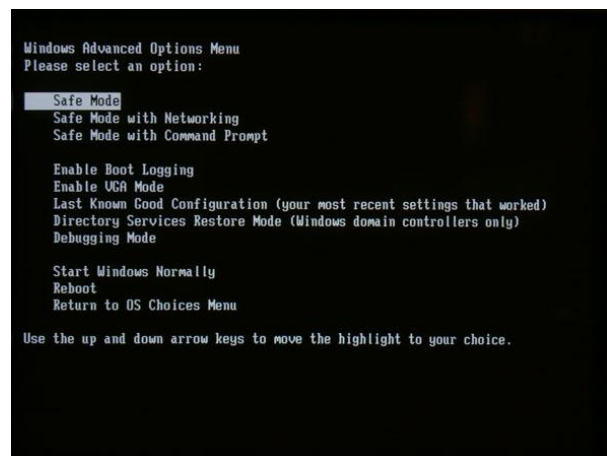 Windows Advanced Options Menu
Please select an option:
Safe Mode
Safe Mode with Networking
Safe Mode with Command Prompt
Enable Boot Logging
Enable VGA Mode
Last Known Good Configuration (your most recent settings that worked)
Directory Services Restore Mode (Windows domain controllers only)
Debugging Mode
Start Windows Normally
Reboot
Return to OS Choices Menu
Use the up and down arrow keys to move the highlight to your choice.